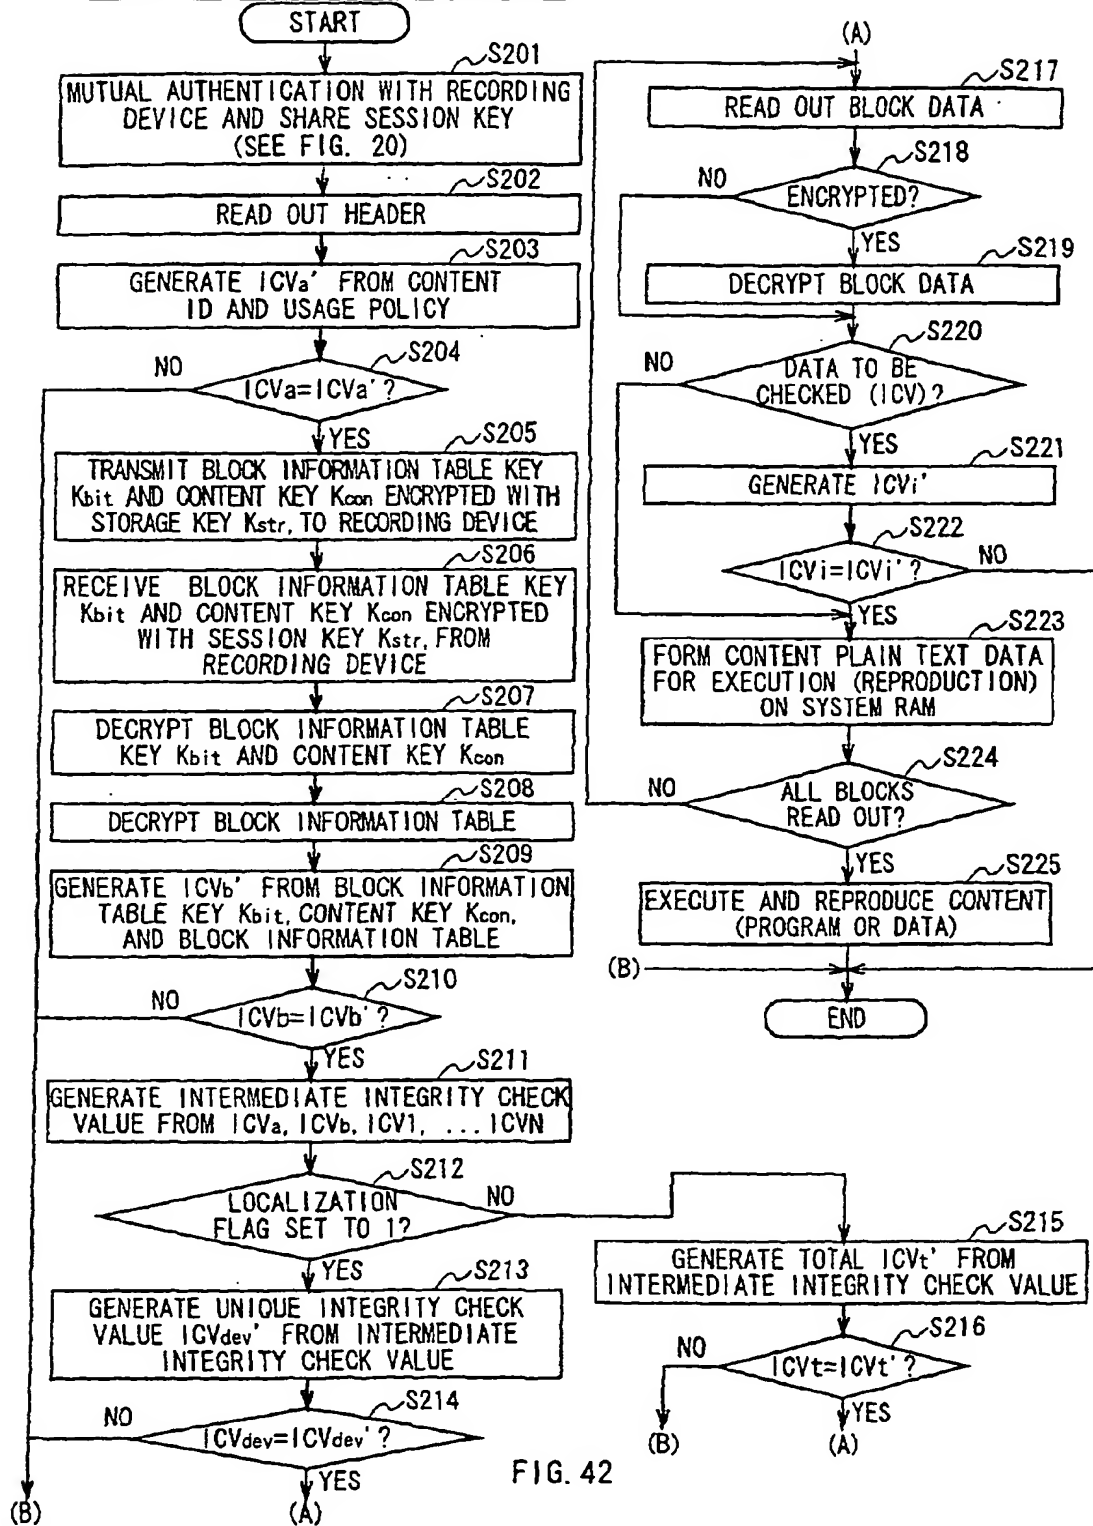 START
S201
MUTUAL AUTHENTICATION WITH RECORDING
DEVICE AND SHARE SESSION KEY
(SEE FIG. 20)
S202
READ OUT HEADER
S203
GENERATE ICVa' FROM CONTENT
ID AND USAGE POLICY
S204
NO
ICVa=ICVa'?
YES
S205
TRANSMIT BLOCK INFORMATION TABLE KEY
Kbit AND CONTENT KEY Kcon ENCRYPTED WITH
STORAGE KEY Kstr, TO RECORDING DEVICE
S206
RECEIVE BLOCK INFORMATION TABLE KEY
Kbit AND CONTENT KEY Kcon ENCRYPTED
WITH SESSION KEY Kstr, FROM
RECORDING DEVICE
S207
DECRYPT BLOCK INFORMATION TABLE
KEY Kbit AND CONTENT KEY Kcon
S208
DECRYPT BLOCK INFORMATION TABLE
S209
GENERATE ICVb' FROM BLOCK INFORMATION
TABLE KEY Kbit, CONTENT KEY Kcon,
AND BLOCK INFORMATION TABLE
S210
NO
ICVb=ICVb'?
YES
S211
GENERATE INTERMEDIATE INTEGRITY CHECK
VALUE FROM ICVa, ICVb, ICV1, ...ICVN
S212
LOCALIZATION
FLAG SET TO 1?
NO
YES
S213
GENERATE UNIQUE INTEGRITY CHECK
VALUE ICVdev' FROM INTERMEDIATE
INTEGRITY CHECK VALUE
S214
NO
ICVdev=ICVdev'?
YES
(B)
(A)
(A)
S217
READ OUT BLOCK DATA
S218
NO
ENCRYPTED?
YES
S219
DECRYPT BLOCK DATA
S220
NO
DATA TO BE
CHECKED (ICV)?
YES
S221
GENERATE ICVi'
S222
ICVi=ICVi'?
NO
YES
S223
FORM CONTENT PLAIN TEXT DATA
FOR EXECUTION (REPRODUCTION)
ON SYSTEM RAM
S224
NO
ALL BLOCKS
READ OUT?
YES
S225
EXECUTE AND REPRODUCE CONTENT
(PROGRAM OR DATA)
(B)
END
S215
GENERATE TOTAL ICVt' FROM
INTERMEDIATE INTEGRITY CHECK VALUE
S216
NO
ICVt=ICVt'?
YES
(B)
(A)
FIG. 42